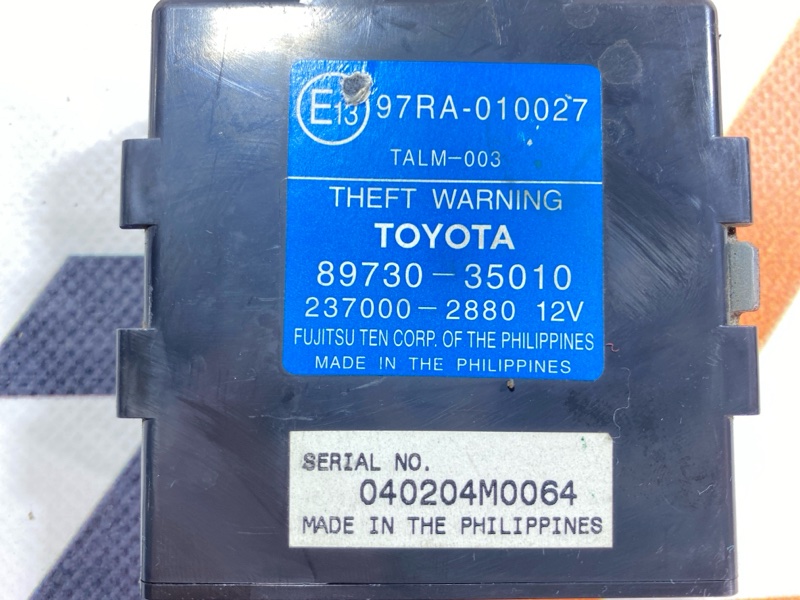 E13 97RA-010027
TALM-003
THEFT WARNING
TOYOTA
89730-35010
237000-2880 12V
FUJITSU TEN CORP. OF THE PHILIPPINES
MADE IN THE PHILIPPINES
SERIAL NO.
040204M0064
MADE IN THE PHILIPPINES